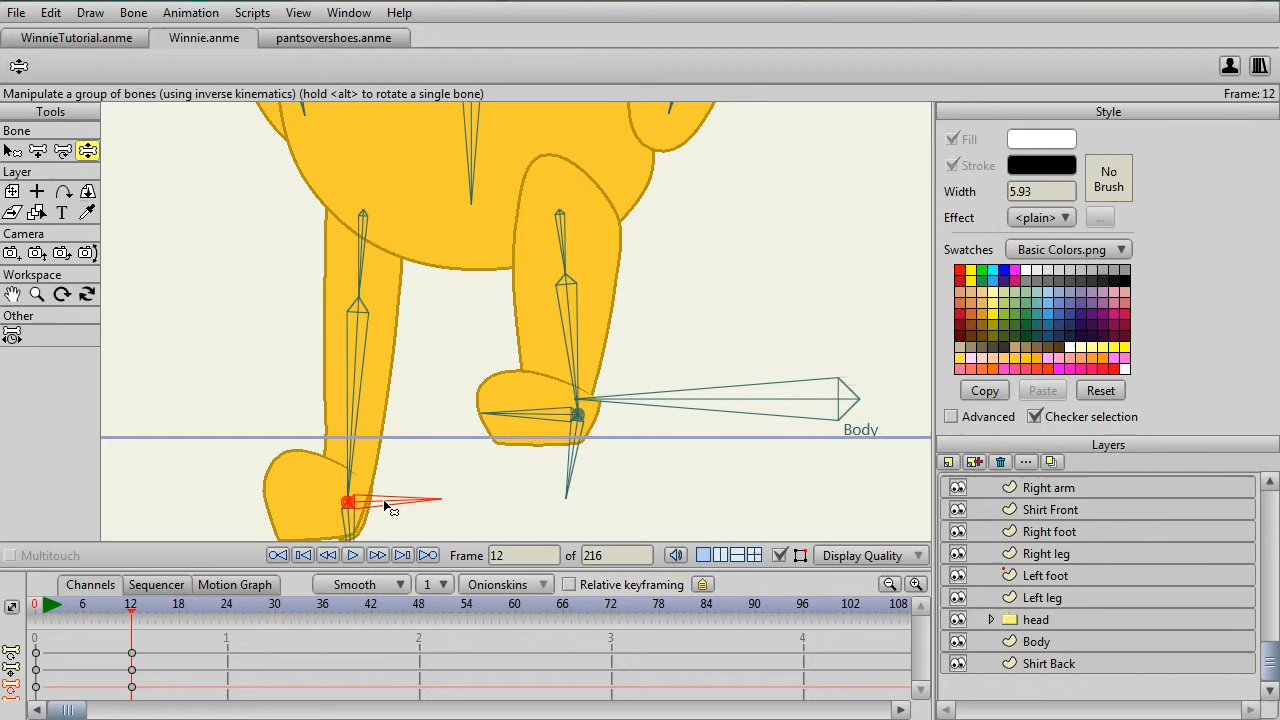 File Edit Draw Bone Animation Scripts View Window Help
WinnieTutorial.anme Winnie.anme pantsovershoes.anme
Manipulate a group of bones (using inverse kinematics) (hold <alt> to rotate a single bone) Frame: 12
Tools
Bone
Layer
Camera
Workspace
Other
Body
Style
Fill
Stroke
No
Brush
Width 5.93
Effect <plain> ...
Swatches Basic Colors.png
Copy Paste Reset
Advanced Checker selection
Layers
Right arm
Shirt Front
Right foot
Right leg
Left foot
Left leg
head
Body
Shirt Back
Multitouch Frame 12 of 216 Display Quality
Channels Sequencer Motion Graph Smooth 1 Onionskins Relative keyframing
0 6 12 18 24 30 36 42 48 54 60 66 72 78 84 90 96 102 108
0 1 2 3 4